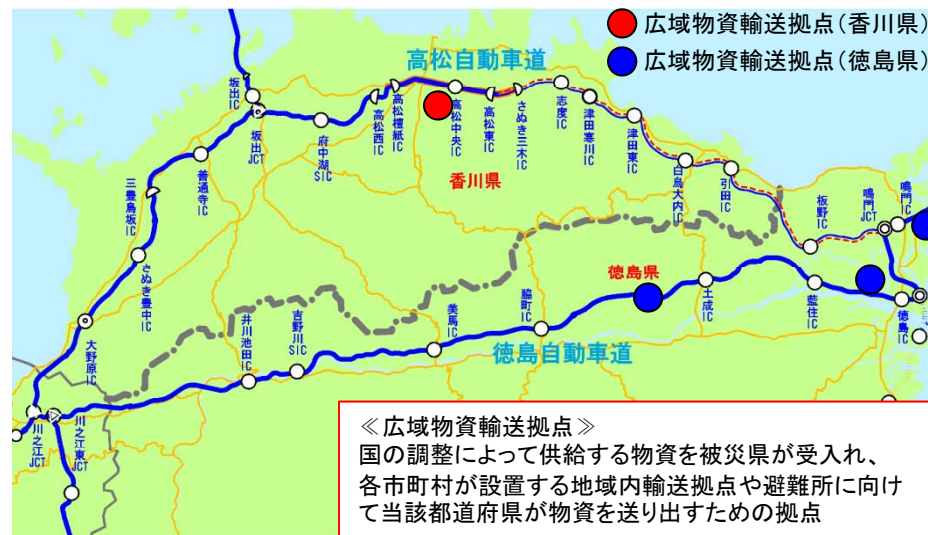 広域物資輸送拠点（香川県）
広域物資輸送拠点（徳島県）
高松自動車道
坂出IC
坂出JCT
府中湖SIC
高松西IC
高松檀紙IC
高松中央IC
高松東IC
さぬき三木IC
志度IC
津田寒川IC
津田東IC
白鳥大内IC
引田IC
板野IC
鳴門JCT
鳴門IC
善通寺IC
三豊鳥坂IC
さぬき豊中IC
大野原IC
川之江JCT
川之江東JCT
香川県
徳島県
井川池田IC
吉野川SIC
美馬IC
脇町IC
土成IC
藍住IC
徳島IC
徳島自動車道
≪広域物資輸送拠点≫
国の調整によって供給する物資を被災県が受入れ、
各市町村が設置する地域内輸送拠点や避難所に向け
て当該都道府県が物資を送り出すための拠点